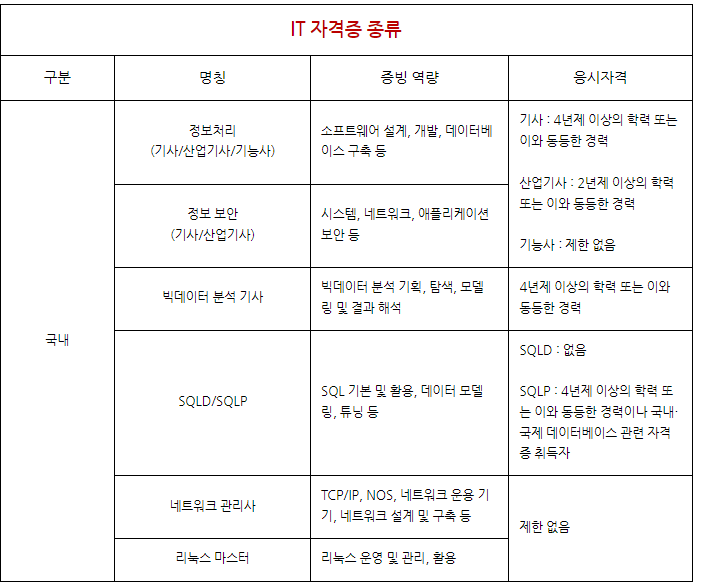 IT 자격증 종류
구분
명칭
증빙 역량
응시자격
국내
정보처리
(기사/산업기사/기능사)
소프트웨어 설계, 개발, 데이터베
이스 구축 등
기사 : 4년제 이상의 학력 또는
이와 동등한 경력
산업기사 : 2년제 이상의 학력
또는 이와 동등한 경력
기능사 : 제한 없음
정보 보안
(기사/산업기사)
시스템, 네트워크, 애플리케이션
보안 등
빅데이터 분석 기사
빅데이터 분석 기획, 탐색, 모델
링 및 결과 해석
4년제 이상의 학력 또는 이와
동등한 경력
SQLD/SQLP
SQL 기본 및 활용, 데이터 모델
링, 튜닝 등
SQLD : 없음
SQLP : 4년제 이상의 학력 또
는 이와 동등한 경력이나 국내·
국제 데이터베이스 관련 자격
증 취득자
네트워크 관리사
TCP/IP, NOS, 네트워크 운용 기
기, 네트워크 설계 및 구축 등
제한 없음
리눅스 마스터
리눅스 운영 및 관리, 활용